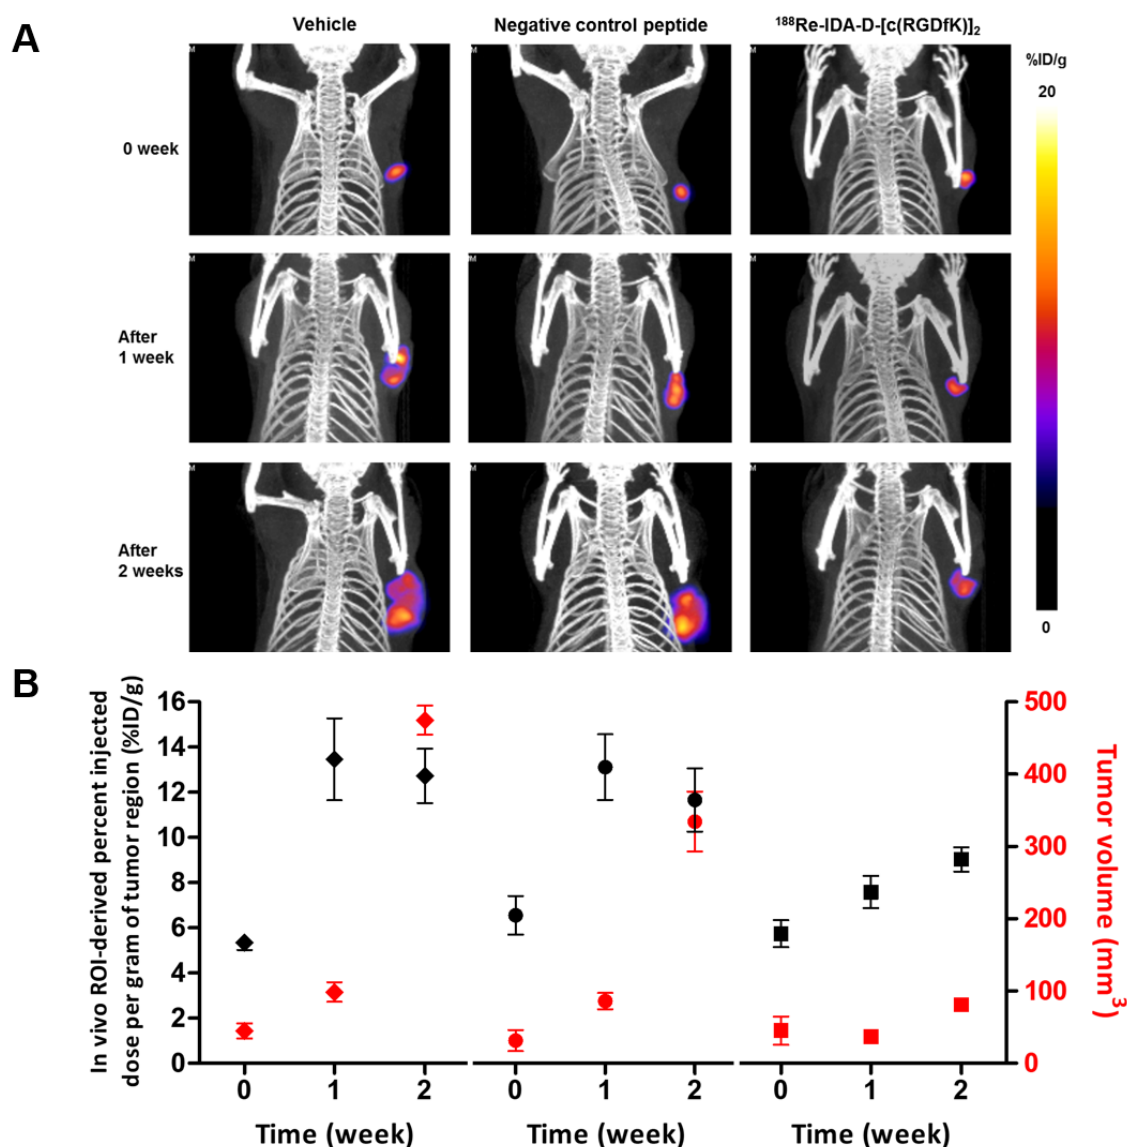 A
Vehicle
Negative control peptide
¹⁸⁸Re-IDA-D-[c(RGDfK)]₂
%ID/g
20
0 week
After
1 week
After
2 weeks
0
M
M
M
M
M
M
M
M
M
B
In vivo ROI-derived percent injected
dose per gram of tumor region (%ID/g)
16
14
12
10
8
6
4
2
0
500
400
300
200
100
0
Tumor volume (mm³)
0 1 2
0 1 2
0 1 2
Time (week)
Time (week)
Time (week)